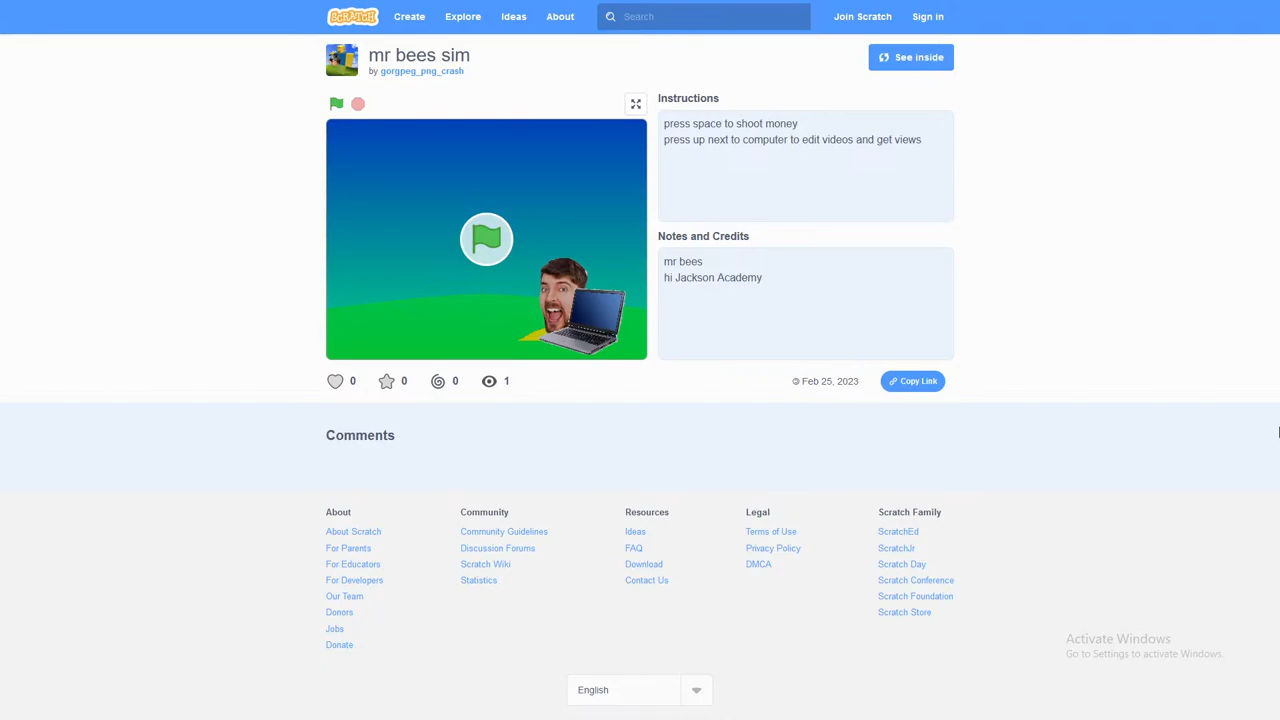 SCRATCH Create Explore Ideas About Search Join Scratch Sign in
mr bees sim
by gorgpeg_png_crash
See inside
Instructions
press space to shoot money
press up next to computer to edit videos and get views
Notes and Credits
mr bees
hi Jackson Academy
0 0 0 1
© Feb 25, 2023
Copy Link
Comments
About
About Scratch
For Parents
For Educators
For Developers
Our Team
Donors
Jobs
Donate
Community
Community Guidelines
Discussion Forums
Scratch Wiki
Statistics
Resources
Ideas
FAQ
Download
Contact Us
Legal
Terms of Use
Privacy Policy
DMCA
Scratch Family
ScratchEd
ScratchJr
Scratch Day
Scratch Conference
Scratch Foundation
Scratch Store
Activate Windows
Go to Settings to activate Windows.
English